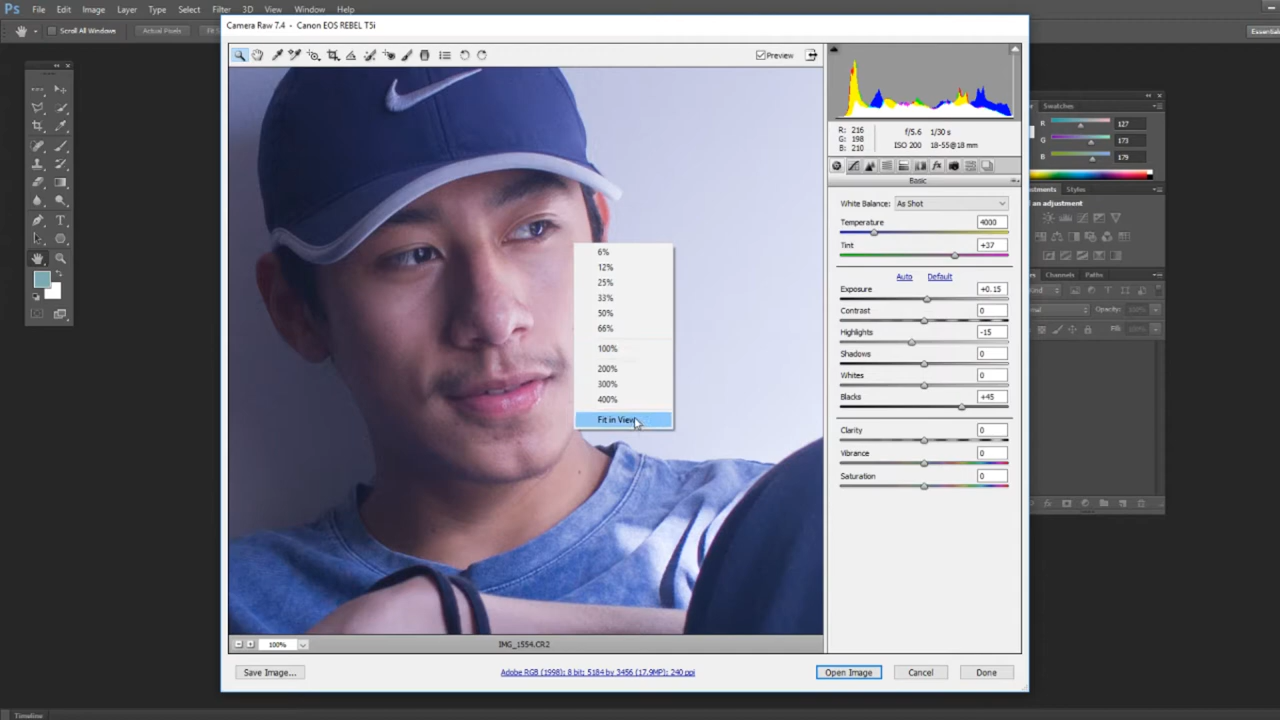 Ps File Edit Image Layer Type Select Filter 3D View Window Help
Camera Raw 7.4 - Canon EOS REBEL T5i
Scroll All Windows Actual Pixels
Preview
R: 216
G: 198
B: 210
f/5.6 1/30 s
ISO 200 18-55@18 mm
Basic
White Balance: As Shot
Temperature 4000
Tint +37
Auto Default
Exposure +0.15
Contrast 0
Highlights -15
Shadows 0
Whites 0
Blacks +45
Clarity 0
Vibrance 0
Saturation 0
6%
12%
25%
33%
50%
66%
100%
200%
300%
400%
Fit in View
100%
IMG_1554.CR2
Save Image...
Adobe RGB (1998); 8 bit; 5184 by 3456 (17.9MP); 240 ppi
Open Image Cancel Done
Swatches
R 127
G 173
B 179
Styles
an adjustment
Channels Paths
Opacity:
Fill:
Timeline